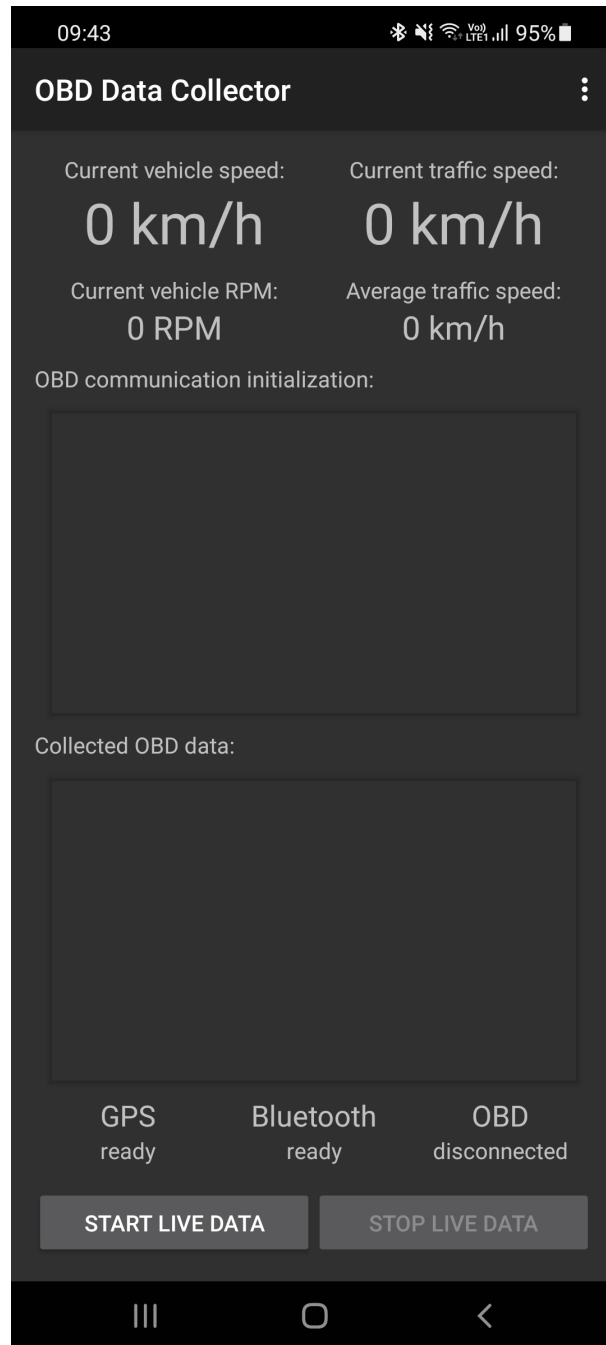 09:43 Vo)) LTE1 95%
OBD Data Collector
Current vehicle speed: Current traffic speed:
0 km/h 0 km/h
Current vehicle RPM: Average traffic speed:
0 RPM 0 km/h
OBD communication initialization:
Collected OBD data:
GPS Bluetooth OBD
ready ready disconnected
START LIVE DATA STOP LIVE DATA